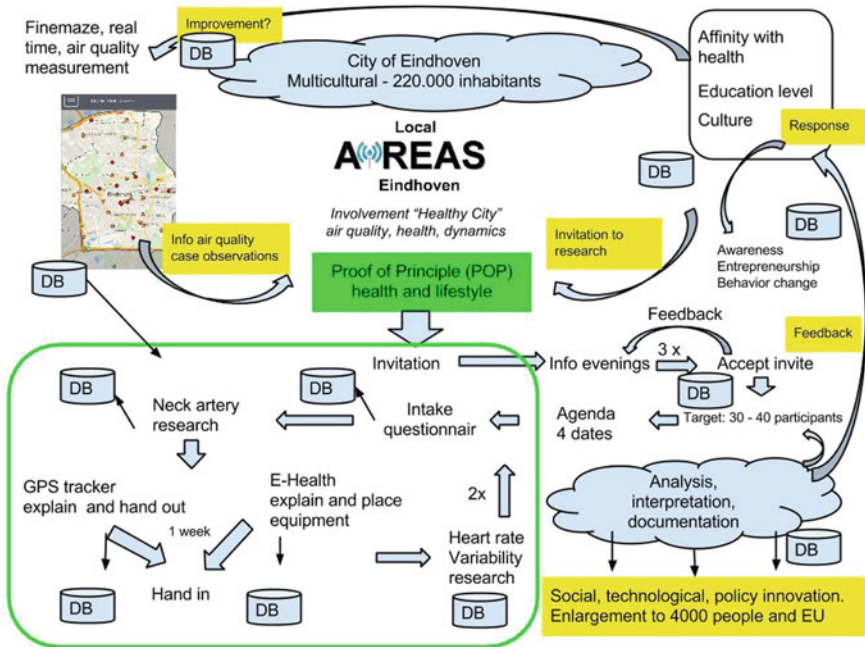 Finemaze, real
time, air quality
measurement
Improvement?
DB
City of Eindhoven
Multicultural - 220.000 inhabitants
Affinity with
health
Education level
Culture
Response
Local
AiREAS
Eindhoven
Involvement “Healthy City”
air quality, health, dynamics
DB
DB
Info air quality
case observations
Invitation to
research
Awareness
Entrepreneurship
Behavior change
DB
Proof of Principle (POP)
health and lifestyle
Feedback
Feedback
Invitation
Info evenings
3 x
Accept invite
DB
DB
DB
Neck artery
research
Intake
questionnair
Agenda
4 dates
Target: 30 - 40 participants
GPS tracker
explain and hand out
E-Health
explain and place
equipment
2x
Analysis,
interpretation,
documentation
1 week
Heart rate
Variability
research
DB
Hand in
DB
DB
DB
Social, technological, policy innovation.
Enlargement to 4000 people and EU